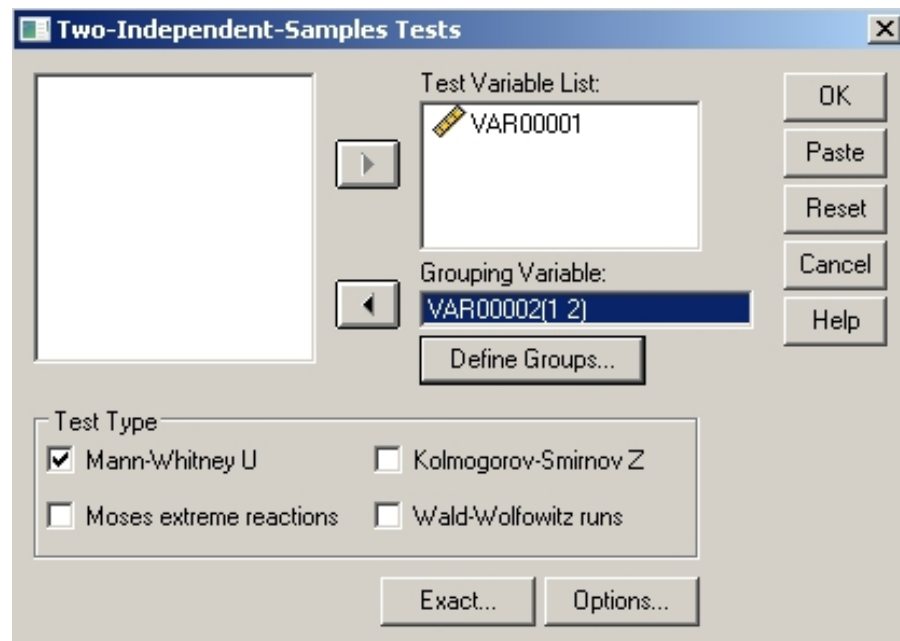 Two-Independent-Samples Tests
Test Variable List:
VAR00001
Grouping Variable:
VAR00002(1 2)
Define Groups...
OK
Paste
Reset
Cancel
Help
Test Type
Mann-Whitney U
Kolmogorov-Smirnov Z
Moses extreme reactions
Wald-Wolfowitz runs
Exact...
Options...